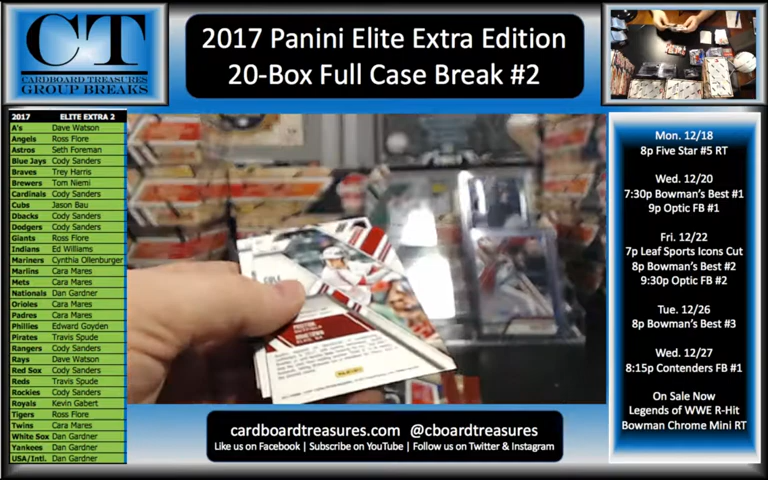 CT
CARDBOARD TREASURES
GROUP BREAKS
2017 Panini Elite Extra Edition
20-Box Full Case Break #2
2017 ELITE EXTRA 2
A's Dave Watson
Angels Ross Flore
Astros Seth Foreman
Blue Jays Cody Sanders
Braves Trey Harris
Brewers Tom Niemi
Cardinals Cody Sanders
Cubs Jason Bau
Dbacks Cody Sanders
Dodgers Cody Sanders
Giants Ross Flore
Indians Ed Williams
Mariners Cynthia Ollenburger
Marlins Cara Mares
Mets Cara Mares
Nationals Dan Gardner
Orioles Cara Mares
Padres Cara Mares
Phillies Edward Goyden
Pirates Travis Spude
Rangers Cody Sanders
Rays Dave Watson
Red Sox Cody Sanders
Reds Travis Spude
Rockies Cody Sanders
Royals Kevin Gabert
Tigers Ross Flore
Twins Cara Mares
White Sox Dan Gardner
Yankees Dan Gardner
USA/Intl. Dan Gardner
POSITION
HOMETOWN
PANINI
cardboardtreasures.com @cboardtreasures
Like us on Facebook | Subscribe on YouTube | Follow us on Twitter & Instagram
Mon. 12/18
8p Five Star #5 RT
Wed. 12/20
7:30p Bowman's Best #1
9p Optic FB #1
Fri. 12/22
7p Leaf Sports Icons Cut
8p Bowman's Best #2
9:30p Optic FB #2
Tue. 12/26
8p Bowman's Best #3
Wed. 12/27
8:15p Contenders FB #1
On Sale Now
Legends of WWE R-Hit
Bowman Chrome Mini RT